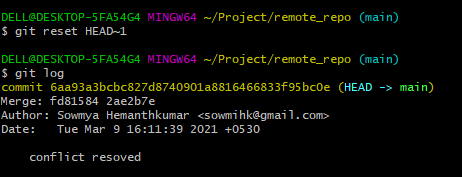 DELL@DESKTOP-5FA54G4 MINGW64 ~/Project/remote_repo (main)
$ git reset HEAD~1
DELL@DESKTOP-5FA54G4 MINGW64 ~/Project/remote_repo (main)
$ git log
commit 6aa93a3bcbc827d8740901a8816466833f95bc0e (HEAD -> main)
Merge: fd81584 2ae2b7e
Author: Sowmya Hemanthkumar <sowmihk@gmail.com>
Date:   Tue Mar 9 16:11:39 2021 +0530
conflict resoved